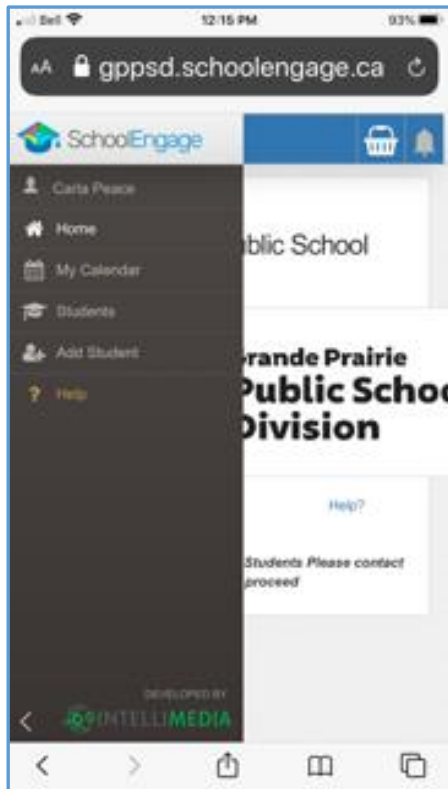 Bell
12:15 PM
93%
AA
gppsd.schoolengage.ca
SchoolEngage
Carla Peace
Home
My Calendar
Students
Add Student
Help
ublic School
rande Prairie
Public Schoo
Division
Help?
Students Please contact
proceed
DEVELOPED BY
INTELLIMEDIA